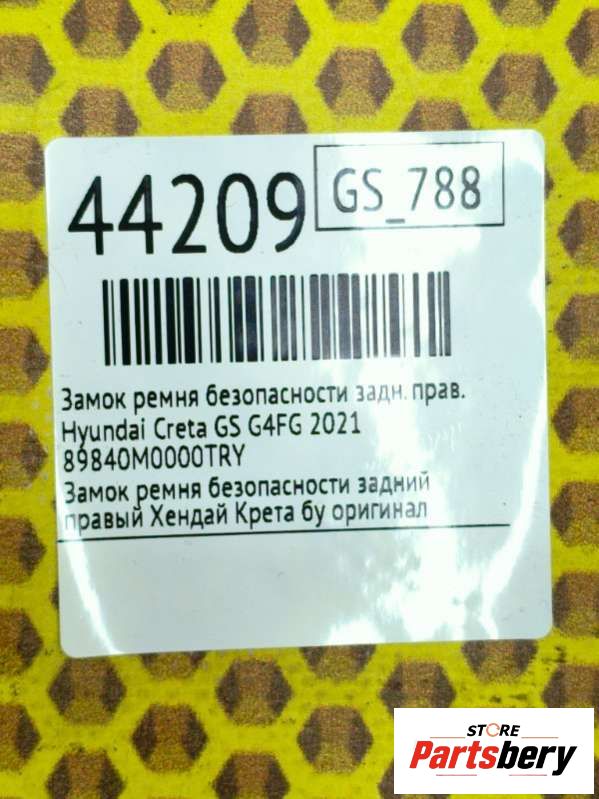 44209
GS_788
Замок ремня безопасности задн. прав.
Hyundai Creta GS G4FG 2021
89840M0000TRY
Замок ремня безопасности задний
правый Хендай Крета бу оригинал
STORE
Partsbery